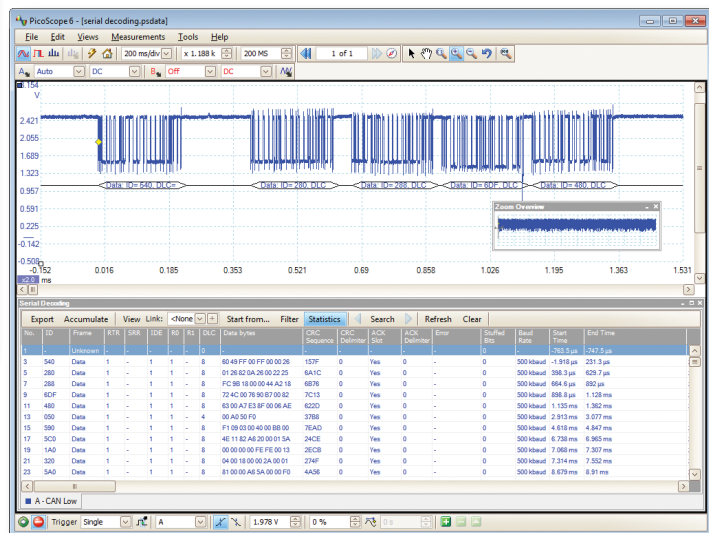 PicoScope 6 - [serial decoding.psdata]
File Edit Views Measurements Tools Help
200 ms/div x 1.188 k 200 MS 1 of 1
A Auto DC B Off DC
V
2.421
2.055
1.689
1.323
0.957
0.591
0.225
-0.142
-0.508
Data: ID= 540, DLC= Data: ID= 280, DLC Data: ID= 288, DLC Data: ID= 6DF, DLC Data: ID= 480, DLC
Zoom Overview
-0.152 0.016 0.185 0.353 0.521 0.69 0.858 1.026 1.195 1.363 1.531
x2.0 ms
Serial Decoding
Export Accumulate View Link: <None Start from... Filter Statistics Search Refresh Clear
No. ID Frame RTR SRR IDE R0 R1 DLC Data bytes CRC Sequence CRC Delimiter ACK Slot ACK Delimiter Error Stuffed Bits Baud Rate Start Time End Time
1 - Unknown - - - - - 0 - - - - - - 0 - -763.5 µs -747.5 µs
3 540 Data 1 - 1 1 - 8 60 49 FF 00 FF 00 00 26 157F 0 Yes 0 - 0 500 kbaud -1.918 µs 231.3 µs
5 280 Data 1 - 1 1 - 8 01 26 82 0A 26 00 22 25 6A1C 0 Yes 0 - 0 500 kbaud 398.3 µs 629.7 µs
7 288 Data 1 - 1 1 - 8 FC 9B 18 00 00 44 A2 18 6B76 0 Yes 0 - 0 500 kbaud 664.6 µs 892 µs
9 6DF Data 1 - 1 1 - 8 72 4C 00 76 90 B7 00 82 7C13 0 Yes 0 - 0 500 kbaud 898.8 µs 1.128 ms
11 480 Data 1 - 1 1 - 8 63 00 A7 E3 8F 00 06 AE 622D 0 Yes 0 - 0 500 kbaud 1.135 ms 1.362 ms
13 050 Data 1 - 1 1 - 4 00 A0 50 F0 37B8 0 Yes 0 - 0 500 kbaud 2.913 ms 3.077 ms
15 590 Data 1 - 1 1 - 8 F1 09 03 00 40 00 BB 00 7EAD 0 Yes 0 - 0 500 kbaud 4.618 ms 4.847 ms
17 5C0 Data 1 - 1 1 - 8 4E 11 82 A6 20 00 01 5A 24CE 0 Yes 0 - 0 500 kbaud 6.738 ms 6.965 ms
19 1A0 Data 1 - 1 1 - 8 00 00 00 00 FE FE 00 13 2ECB 0 Yes 0 - 0 500 kbaud 7.068 ms 7.307 ms
21 320 Data 1 - 1 1 - 8 04 00 18 00 00 2A 00 01 274F 0 Yes 0 - 0 500 kbaud 7.314 ms 7.552 ms
23 5A0 Data 1 - 1 1 - 8 81 00 00 A6 5A 00 00 F0 4A56 0 Yes 0 - 0 500 kbaud 8.679 ms 8.91 ms
A - CAN Low
Trigger Single A 1.978 V 0 % 0 s